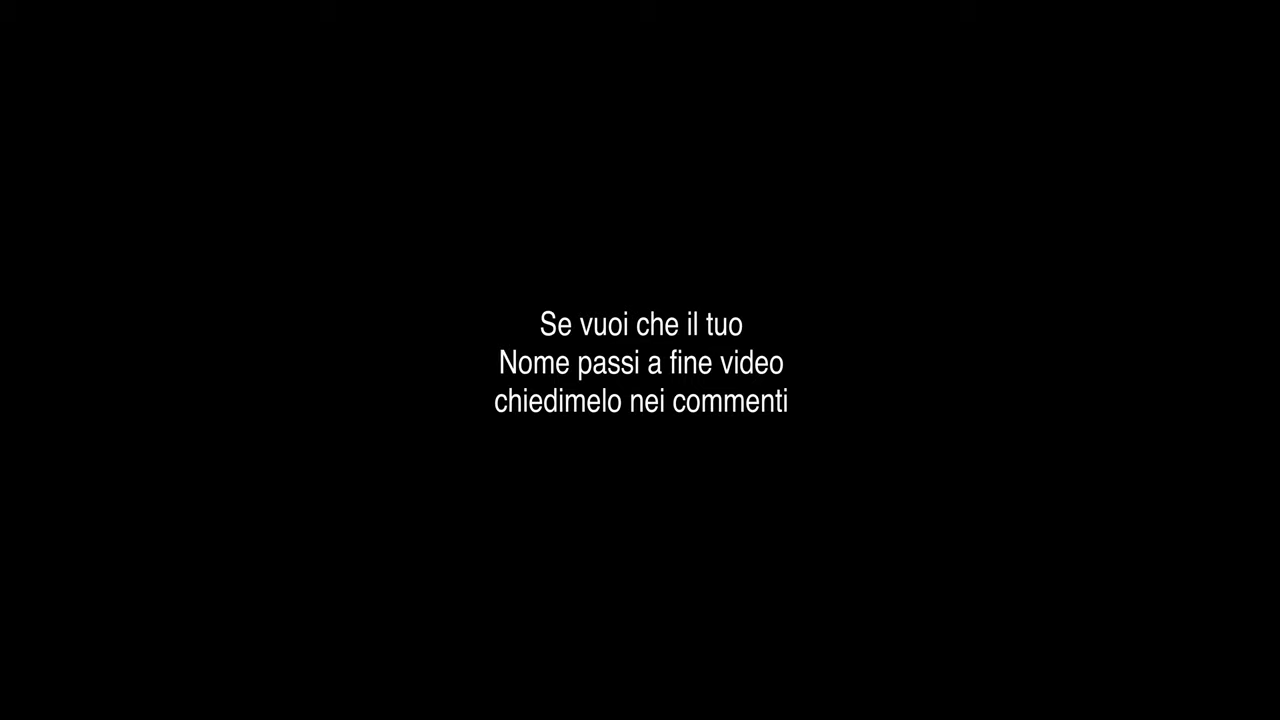 Se vuoi che il tuo
Nome passi a fine video
chiedimelo nei commenti